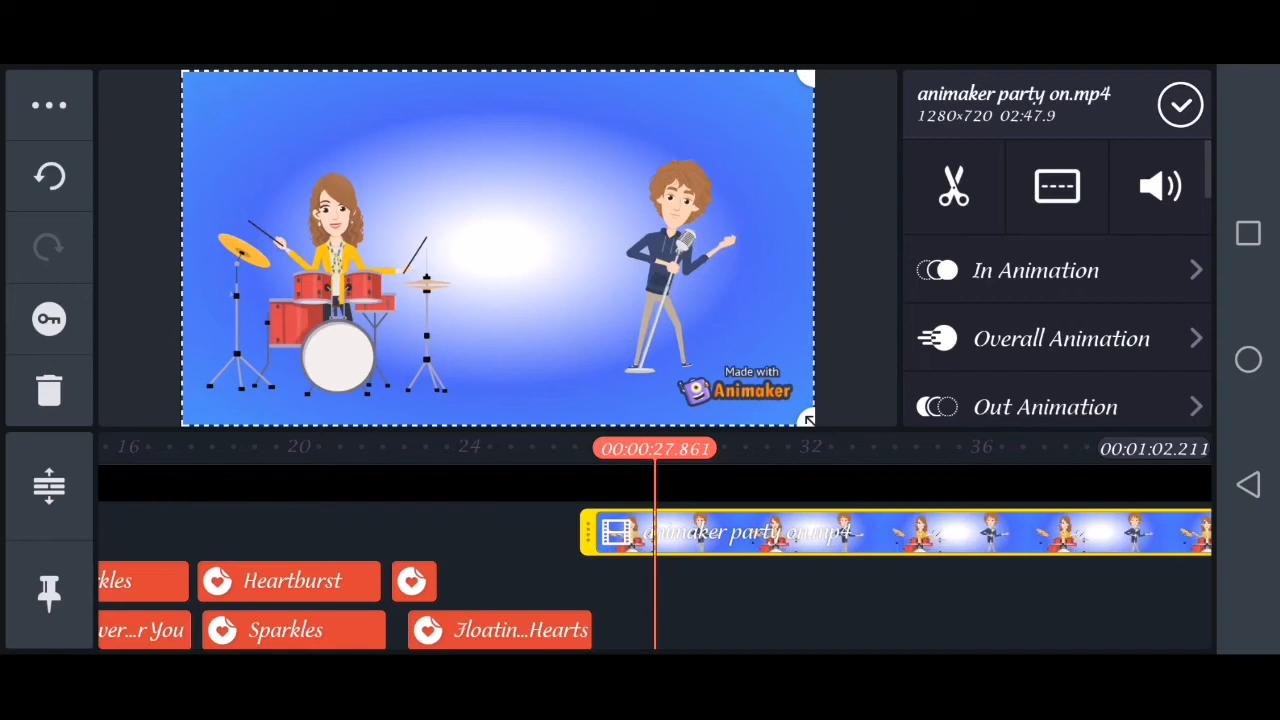 animaker party on.mp4
1280×720 02:47.9
In Animation
Overall Animation
Out Animation
Made with
Animaker
16
20
24
00:00:27.861
32
36
00:01:02.211
animaker party on.mp4
kles
Heartburst
ver...r You
Sparkles
Floatin...Hearts